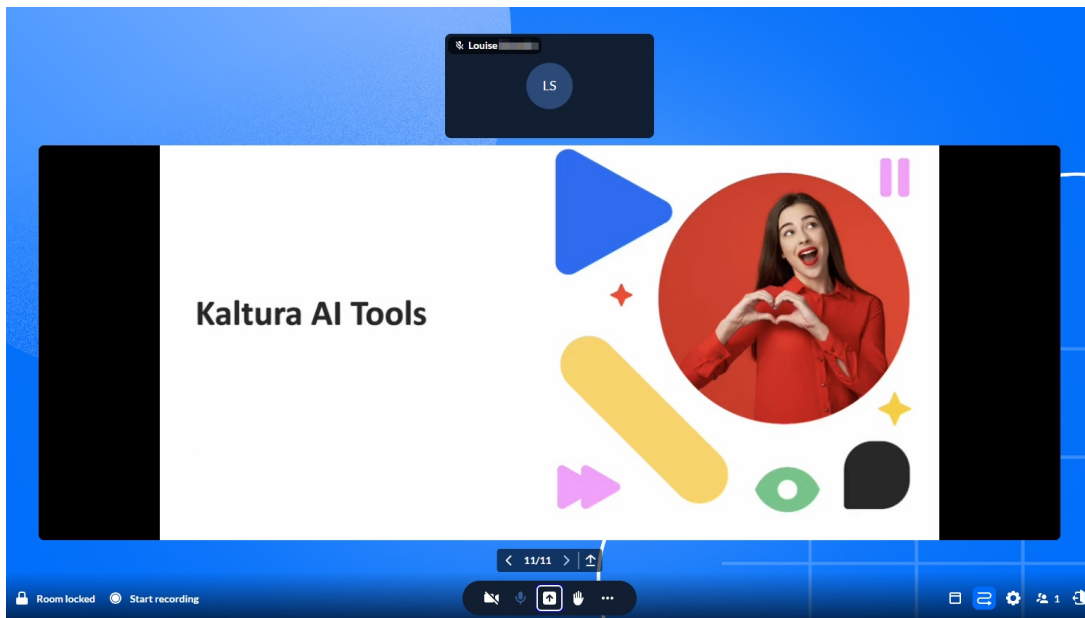 Louise
LS
Kaltura AI Tools
11/11
Room locked
Start recording
1